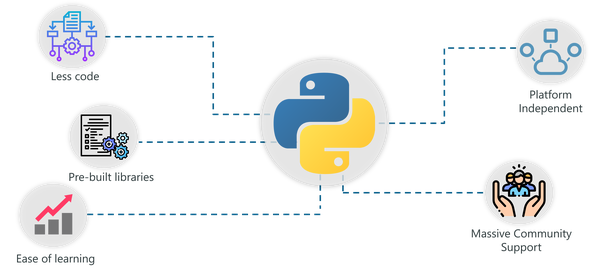 Less code
Platform
Independent
Pre-built libraries
Massive Community
Support
Ease of learning